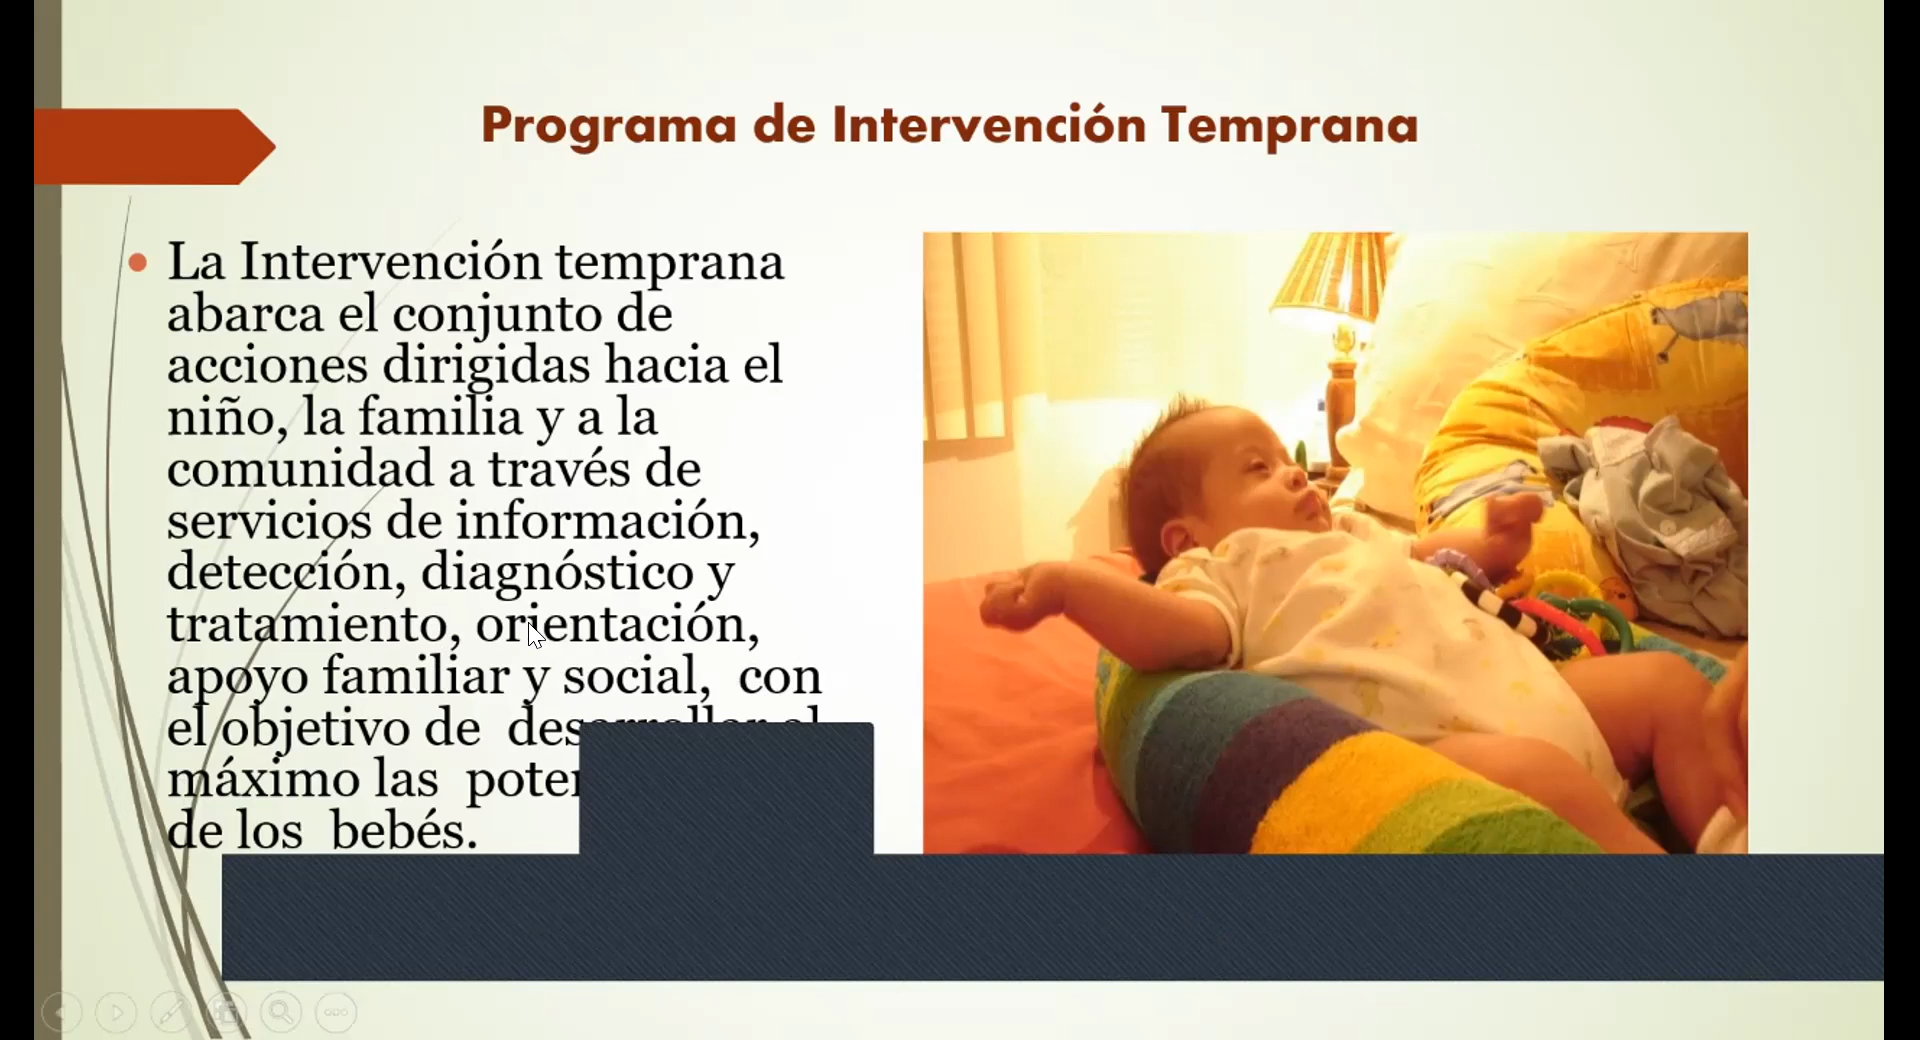 Programa de Intervención Temprana
La Intervención temprana
abarca el conjunto de
acciones dirigidas hacia el
niño, la familia y a la
comunidad a través de
servicios de información,
detección, diagnóstico y
tratamiento, orientación,
apoyo familiar y social, con
el objetivo de desarrollar al
máximo las
de los bebés.